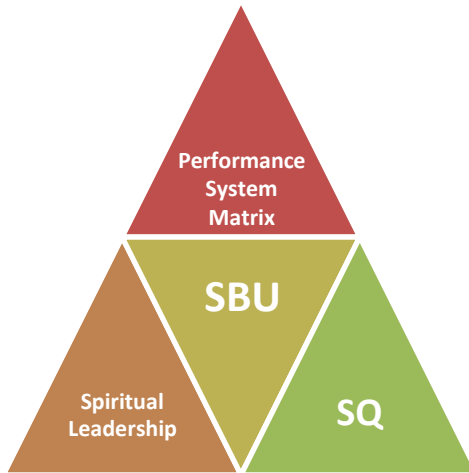 Performance
System
Matrix
SBU
Spiritual
Leadership
SQ